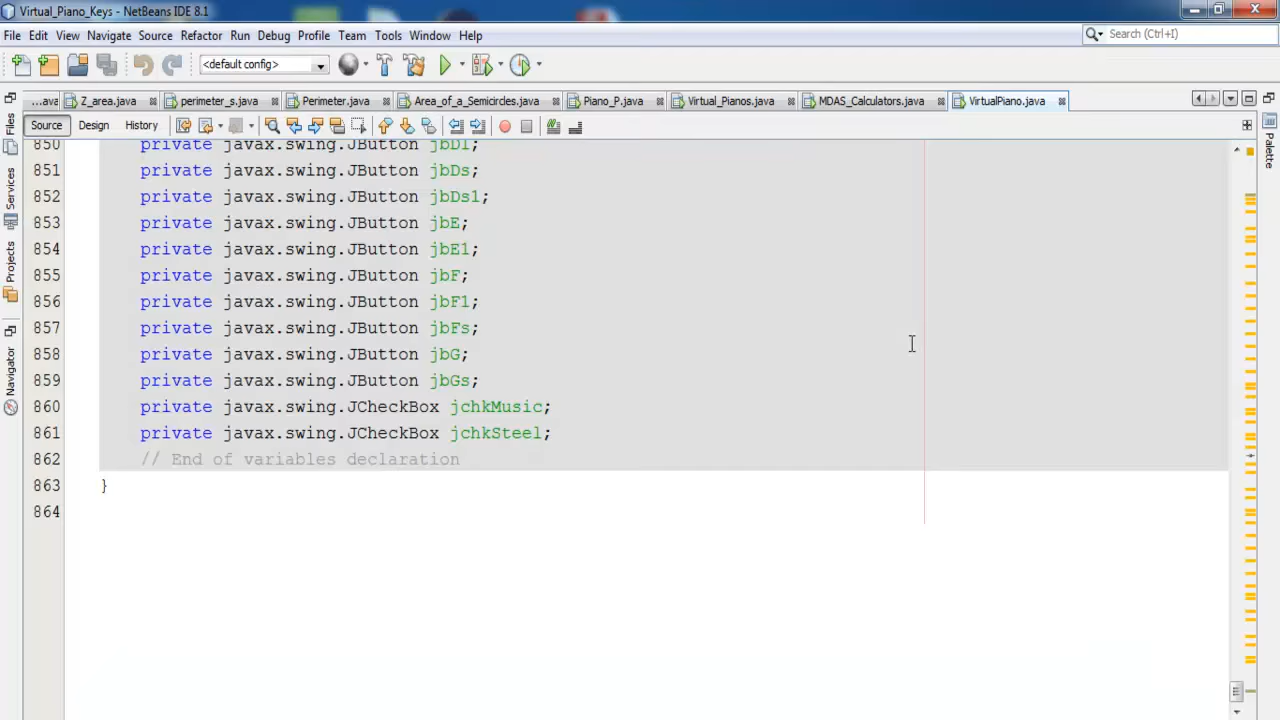 Virtual_Piano_Keys - NetBeans IDE 8.1
File Edit View Navigate Source Refactor Run Debug Profile Team Tools Window Help
Search (Ctrl+I)
<default config>
...ava Z_area.java perimeter_s.java Perimeter.java Area_of_a_Semicircles.java Piano_P.java Virtual_Pianos.java MDAS_Calculators.java VirtualPiano.java
Source Design History
Files
Services
Projects
Navigator
Palette
850 private javax.swing.JButton jbD1;
851 private javax.swing.JButton jbDs;
852 private javax.swing.JButton jbDs1;
853 private javax.swing.JButton jbE;
854 private javax.swing.JButton jbE1;
855 private javax.swing.JButton jbF;
856 private javax.swing.JButton jbF1;
857 private javax.swing.JButton jbFs;
858 private javax.swing.JButton jbG;
859 private javax.swing.JButton jbGs;
860 private javax.swing.JCheckBox jchkMusic;
861 private javax.swing.JCheckBox jchkSteel;
862 // End of variables declaration
863 }
864